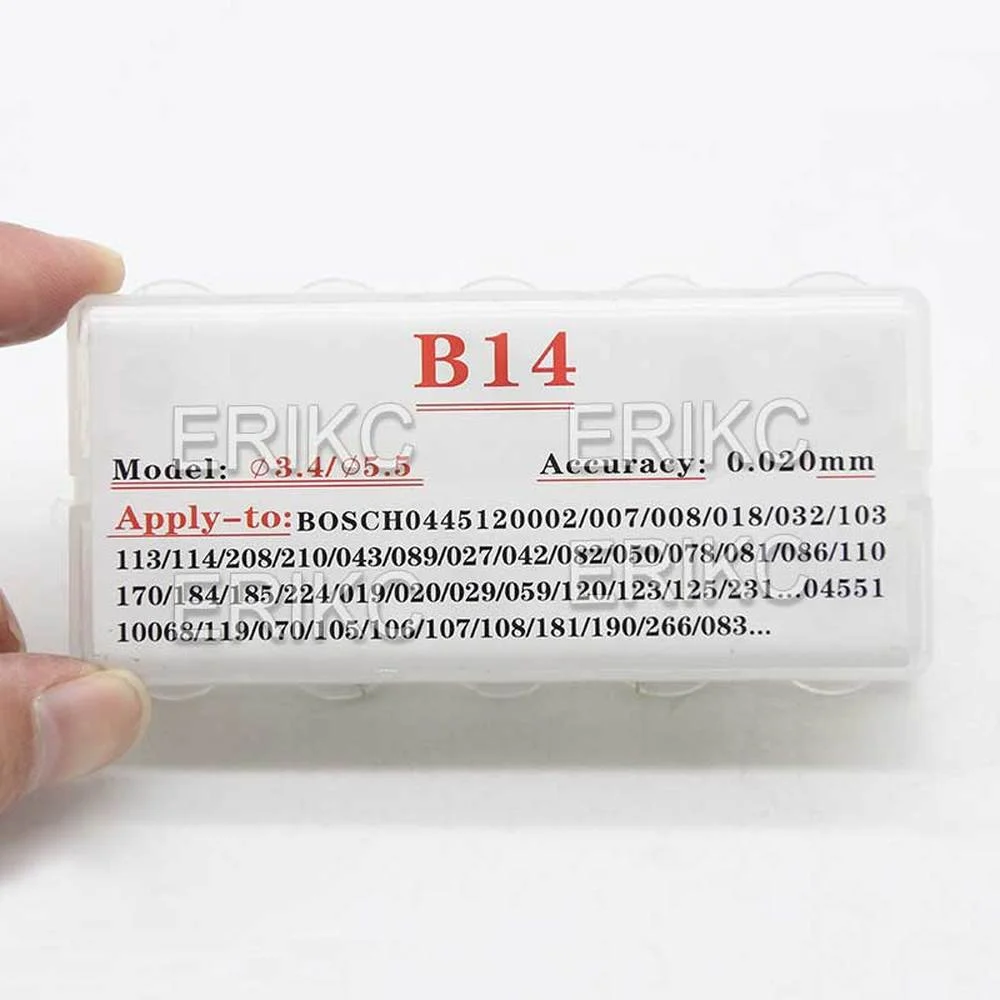 B14
ERIKC ERIKC
Model: Ø3.4/Ø5.5 Accuracy: 0.020mm
Apply-to:BOSCH0445120002/007/008/018/032/103
113/114/208/210/043/089/027/042/082/050/078/081/086/110
170/184/185/224/019/020/029/059/120/123/125/231...04551
ERIKC ERIKC
10068/119/070/105/106/107/108/181/190/266/083...